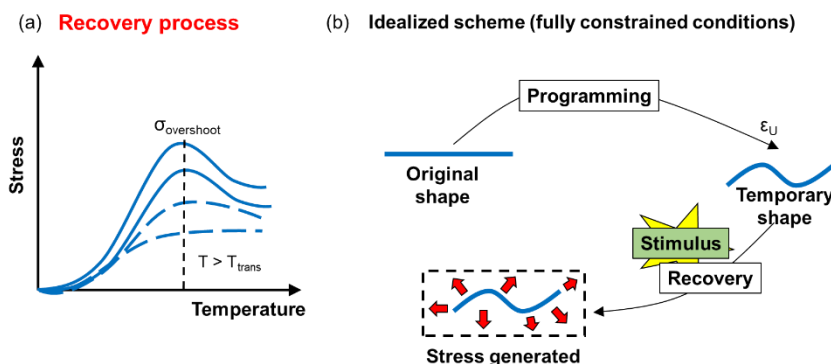 (a) Recovery process
Stress
σovershoot
T > Ttrans
Temperature
(b) Idealized scheme (fully constrained conditions)
Programming
εU
Original
shape
Temporary
shape
Stimulus
Recovery
Stress generated